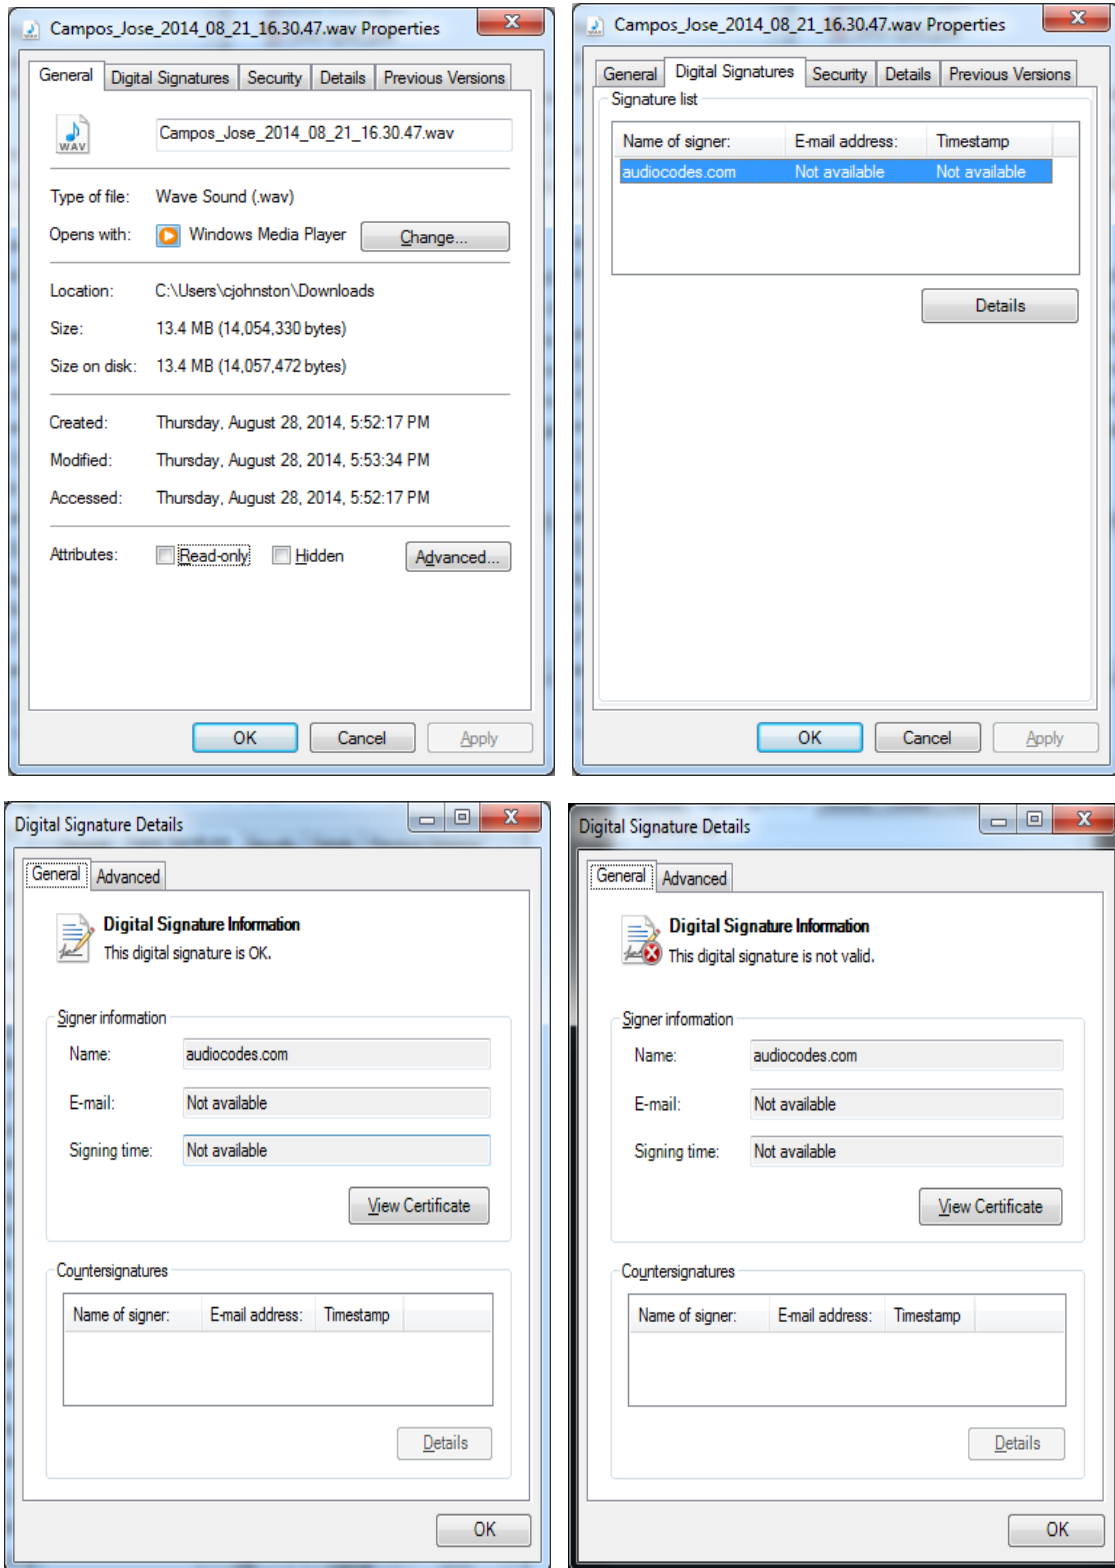 Campos_Jose_2014_08_21_16.30.47.wav Properties
General Digital Signatures Security Details Previous Versions
WAV
Campos_Jose_2014_08_21_16.30.47.wav
Type of file: Wave Sound (.wav)
Opens with: Windows Media Player Change...
Location: C:\Users\cjohnston\Downloads
Size: 13.4 MB (14,054,330 bytes)
Size on disk: 13.4 MB (14,057,472 bytes)
Created: Thursday, August 28, 2014, 5:52:17 PM
Modified: Thursday, August 28, 2014, 5:53:34 PM
Accessed: Thursday, August 28, 2014, 5:52:17 PM
Attributes: Read-only Hidden Advanced...
OK Cancel Apply
Campos_Jose_2014_08_21_16.30.47.wav Properties
General Digital Signatures Security Details Previous Versions
Signature list
Name of signer: E-mail address: Timestamp
audiocodes.com Not available Not available
Details
OK Cancel Apply
Digital Signature Details
General Advanced
Digital Signature Information
This digital signature is OK.
Signer information
Name: audiocodes.com
E-mail: Not available
Signing time: Not available
View Certificate
Countersignatures
Name of signer: E-mail address: Timestamp
Details
OK
Digital Signature Details
General Advanced
Digital Signature Information
This digital signature is not valid.
Signer information
Name: audiocodes.com
E-mail: Not available
Signing time: Not available
View Certificate
Countersignatures
Name of signer: E-mail address: Timestamp
Details
OK